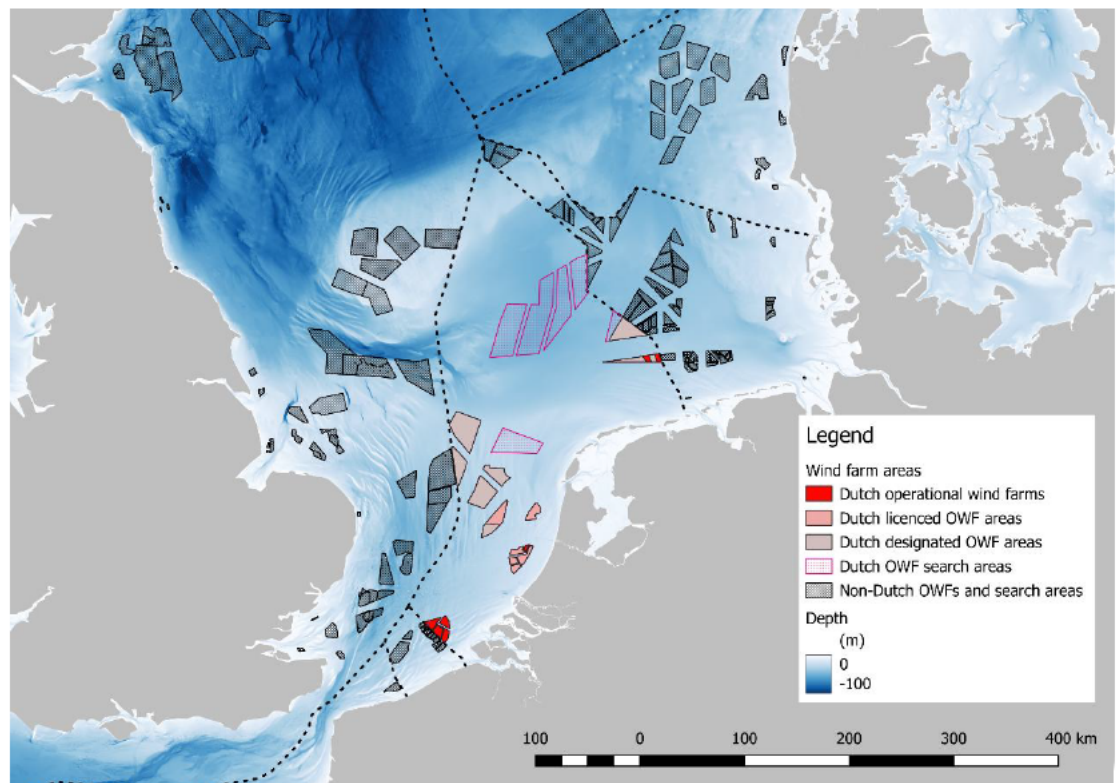 Legend
Wind farm areas
Dutch operational wind farms
Dutch licenced OWF areas
Dutch designated OWF areas
Dutch OWF search areas
Non-Dutch OWFs and search areas
Depth
(m)
0
-100
100 0 100 200 300 400 km